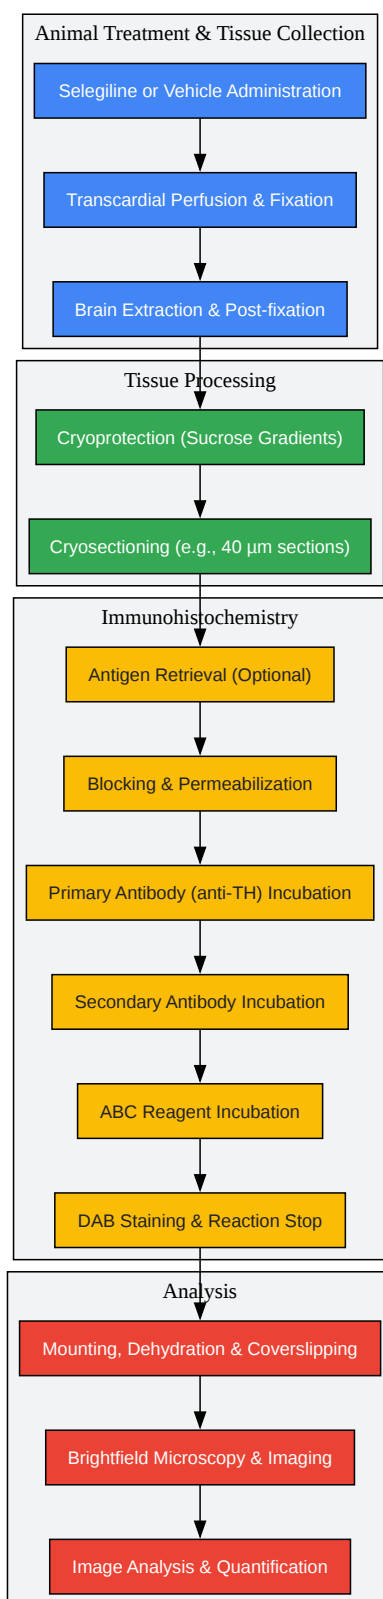 Animal Treatment & Tissue Collection
Selegiline or Vehicle Administration
Transcardial Perfusion & Fixation
Brain Extraction & Post-fixation
Tissue Processing
Cryoprotection (Sucrose Gradients)
Cryosectioning (e.g., 40 µm sections)
Immunohistochemistry
Antigen Retrieval (Optional)
Blocking & Permeabilization
Primary Antibody (anti-TH) Incubation
Secondary Antibody Incubation
ABC Reagent Incubation
DAB Staining & Reaction Stop
Analysis
Mounting, Dehydration & Coverslipping
Brightfield Microscopy & Imaging
Image Analysis & Quantification